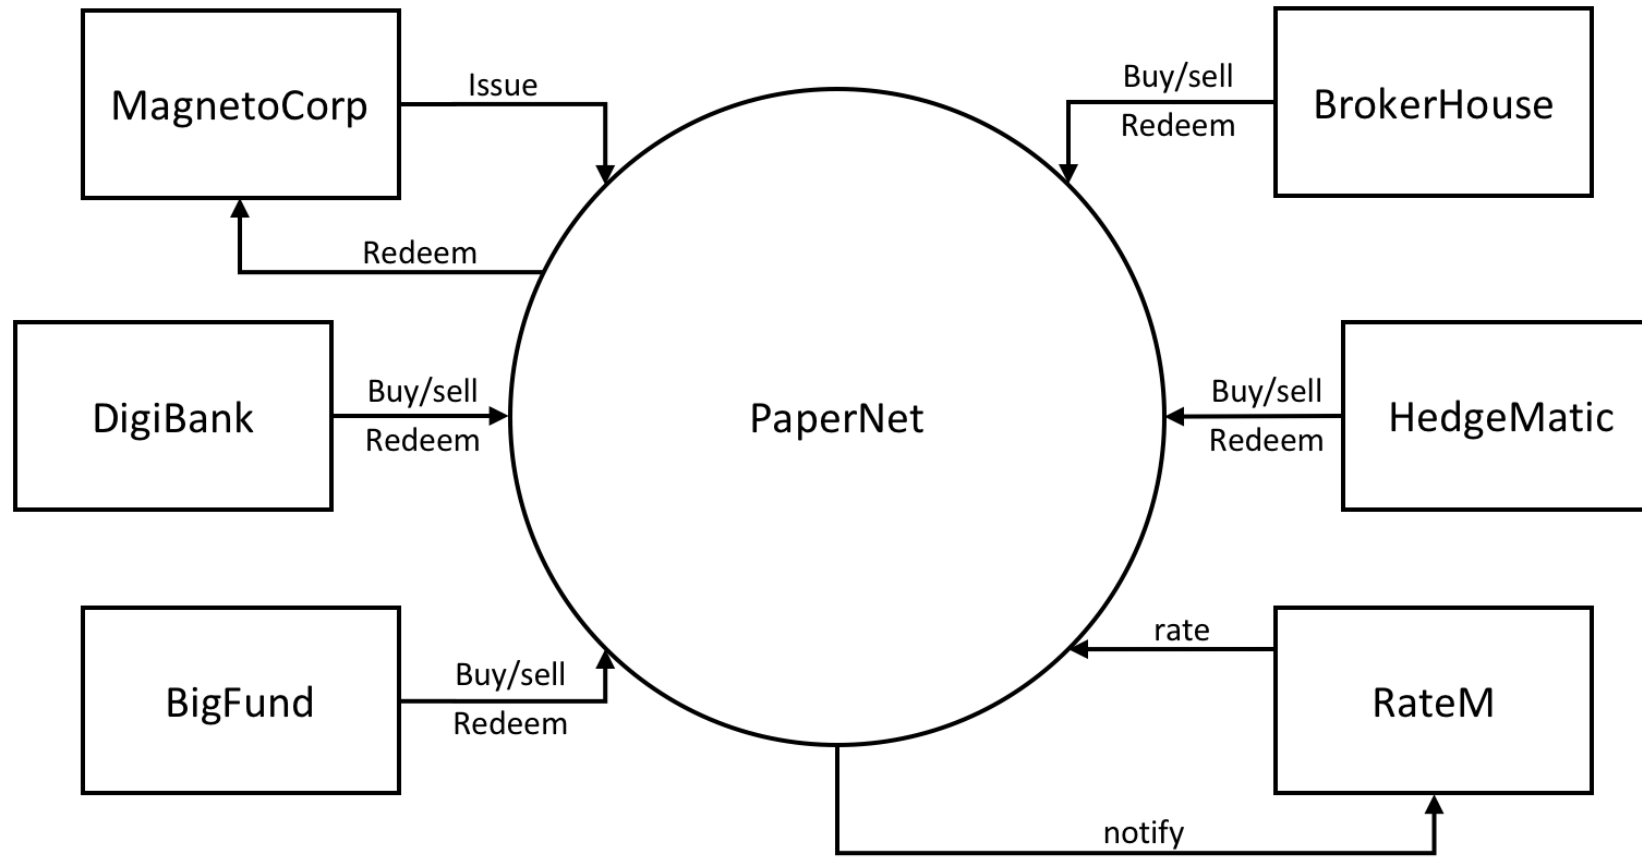 MagnetoCorp
Issue
Redeem
Buy/sell
Redeem
BrokerHouse
DigiBank
Buy/sell
Redeem
PaperNet
Buy/sell
Redeem
HedgeMatic
BigFund
Buy/sell
Redeem
rate
RateM
notify